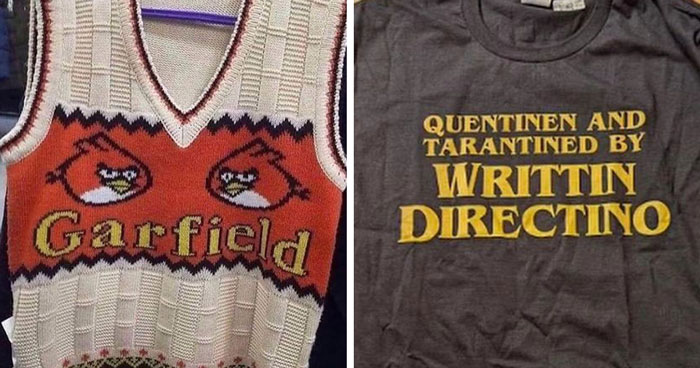 Garfield
QUENTINEN AND
TARANTINED BY
WRITTIN
DIRECTINO